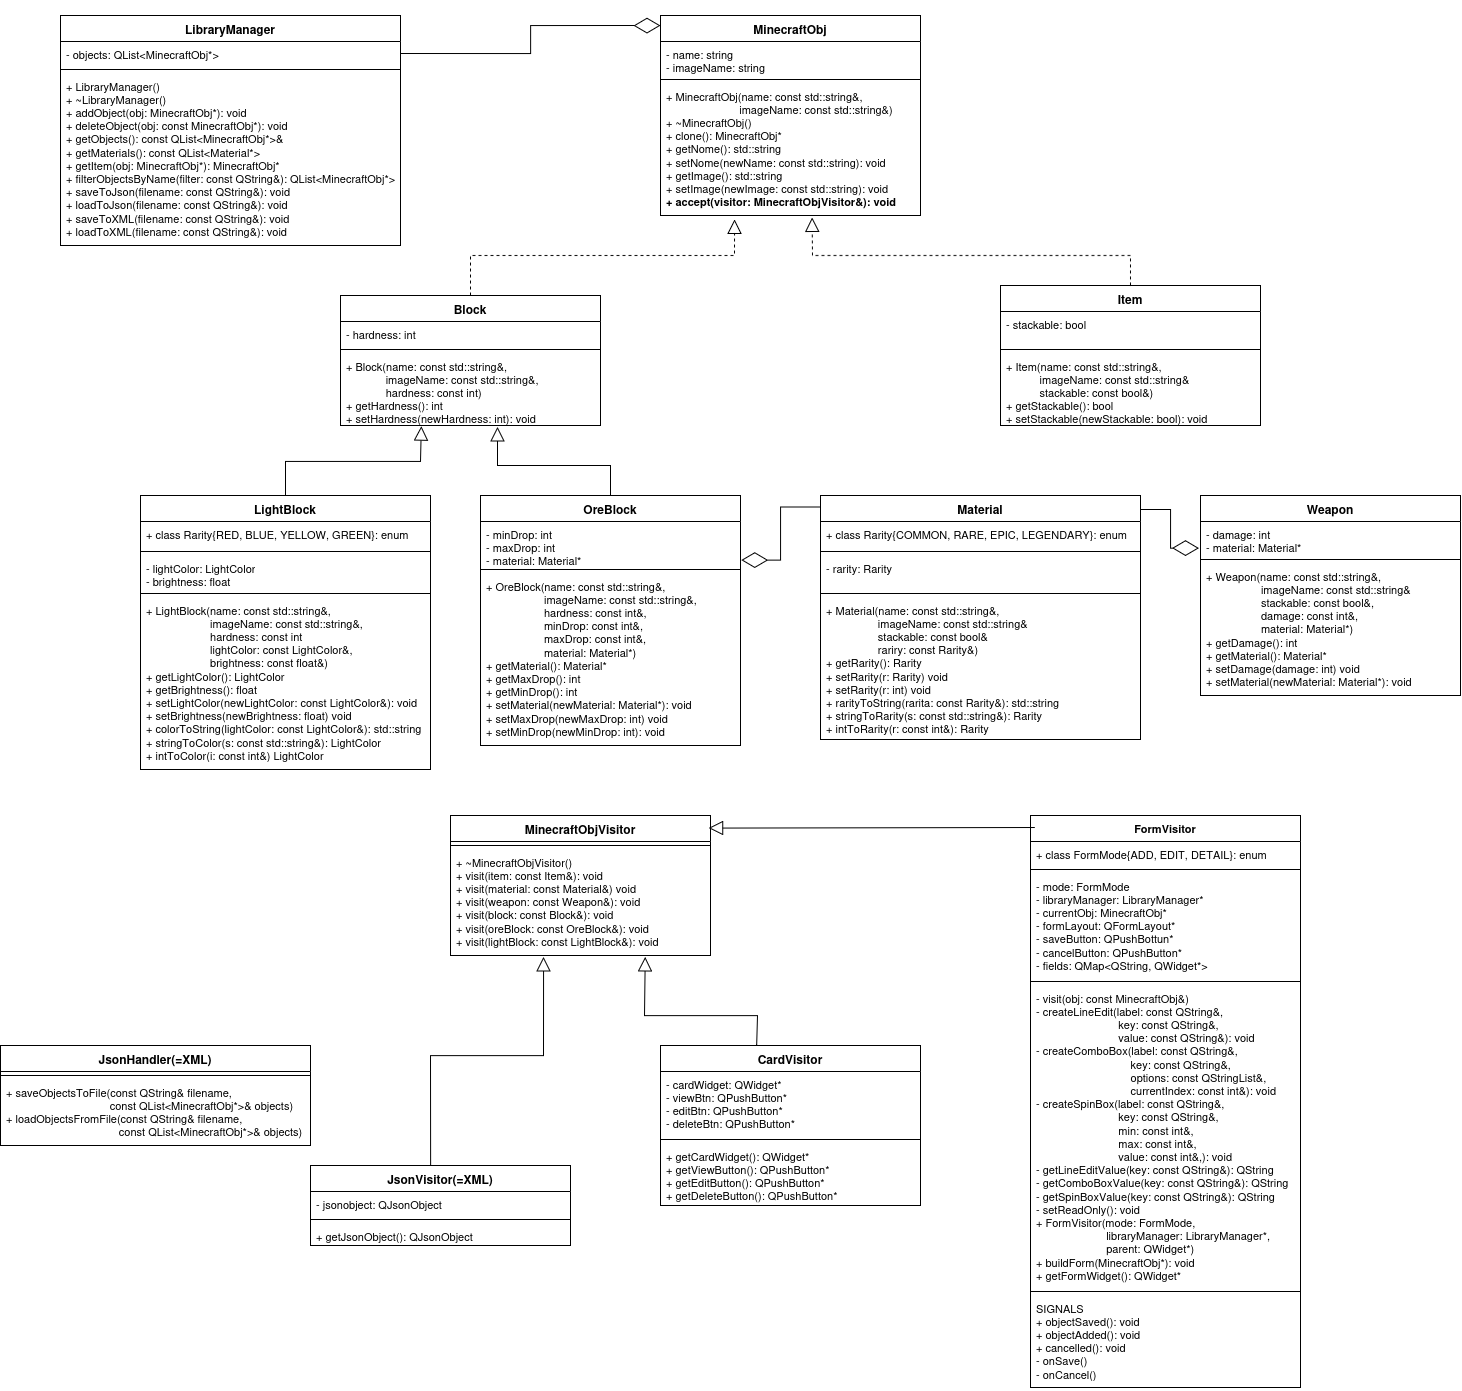 LibraryManager
- objects: QList<MinecraftObj*>
+ LibraryManager()
+ ~LibraryManager()
+ addObject(obj: MinecraftObj*): void
+ deleteObject(obj: const MinecraftObj*): void
+ getObjects(): const QList<MinecraftObj*>&
+ getMaterials(): const QList<Material*>
+ getItem(obj: MinecraftObj*): MinecraftObj*
+ filterObjectsByName(filter: const QString&): QList<MinecraftObj*>
+ saveToJson(filename: const QString&): void
+ loadToJson(filename: const QString&): void
+ saveToXML(filename: const QString&): void
+ loadToXML(filename: const QString&): void
MinecraftObj
- name: string
- imageName: string
+ MinecraftObj(name: const std::string&,
imageName: const std::string&)
+ ~MinecraftObj()
+ clone(): MinecraftObj*
+ getNome(): std::string
+ setNome(newName: const std::string): void
+ getImage(): std::string
+ setImage(newImage: const std::string): void
+ accept(visitor: MinecraftObjVisitor&): void
Block
- hardness: int
+ Block(name: const std::string&,
imageName: const std::string&,
hardness: const int)
+ getHardness(): int
+ setHardness(newHardness: int): void
Item
- stackable: bool
+ Item(name: const std::string&,
imageName: const std::string&
stackable: const bool&)
+ getStackable(): bool
+ setStackable(newStackable: bool): void
LightBlock
+ class Rarity{RED, BLUE, YELLOW, GREEN}: enum
- lightColor: LightColor
- brightness: float
+ LightBlock(name: const std::string&,
imageName: const std::string&,
hardness: const int
lightColor: const LightColor&,
brightness: const float&)
+ getLightColor(): LightColor
+ getBrightness(): float
+ setLightColor(newLightColor: const LightColor&): void
+ setBrightness(newBrightness: float) void
+ colorToString(lightColor: const LightColor&): std::string
+ stringToColor(s: const std::string&): LightColor
+ intToColor(i: const int&) LightColor
OreBlock
- minDrop: int
- maxDrop: int
- material: Material*
+ OreBlock(name: const std::string&,
imageName: const std::string&,
hardness: const int&,
minDrop: const int&,
maxDrop: const int&,
material: Material*)
+ getMaterial(): Material*
+ getMaxDrop(): int
+ getMinDrop(): int
+ setMaterial(newMaterial: Material*): void
+ setMaxDrop(newMaxDrop: int) void
+ setMinDrop(newMinDrop: int): void
Material
+ class Rarity{COMMON, RARE, EPIC, LEGENDARY}: enum
- rarity: Rarity
+ Material(name: const std::string&,
imageName: const std::string&
stackable: const bool&
rariry: const Rarity&)
+ getRarity(): Rarity
+ setRarity(r: Rarity) void
+ setRarity(r: int) void
+ rarityToString(rarita: const Rarity&): std::string
+ stringToRarity(s: const std::string&): Rarity
+ intToRarity(r: const int&): Rarity
Weapon
- damage: int
- material: Material*
+ Weapon(name: const std::string&,
imageName: const std::string&
stackable: const bool&,
damage: const int&,
material: Material*)
+ getDamage(): int
+ getMaterial(): Material*
+ setDamage(damage: int) void
+ setMaterial(newMaterial: Material*): void
MinecraftObjVisitor
+ ~MinecraftObjVisitor()
+ visit(item: const Item&): void
+ visit(material: const Material&) void
+ visit(weapon: const Weapon&): void
+ visit(block: const Block&): void
+ visit(oreBlock: const OreBlock&): void
+ visit(lightBlock: const LightBlock&): void
FormVisitor
+ class FormMode{ADD, EDIT, DETAIL}: enum
- mode: FormMode
- libraryManager: LibraryManager*
- currentObj: MinecraftObj*
- formLayout: QFormLayout*
- saveButton: QPushBottun*
- cancelButton: QPushButton*
- fields: QMap<QString, QWidget*>
- visit(obj: const MinecraftObj&)
- createLineEdit(label: const QString&,
key: const QString&,
value: const QString&): void
- createComboBox(label: const QString&,
key: const QString&,
options: const QStringList&,
currentIndex: const int&): void
- createSpinBox(label: const QString&,
key: const QString&,
min: const int&,
max: const int&,
value: const int&,): void
- getLineEditValue(key: const QString&): QString
- getComboBoxValue(key: const QString&): QString
- getSpinBoxValue(key: const QString&): QString
- setReadOnly(): void
+ FormVisitor(mode: FormMode,
libraryManager: LibraryManager*,
parent: QWidget*)
+ buildForm(MinecraftObj*): void
+ getFormWidget(): QWidget*
SIGNALS
+ objectSaved(): void
+ objectAdded(): void
+ cancelled(): void
- onSave()
- onCancel()
JsonHandler(=XML)
+ saveObjectsToFile(const QString& filename,
const QList<MinecraftObj*>& objects)
+ loadObjectsFromFile(const QString& filename,
const QList<MinecraftObj*>& objects)
CardVisitor
- cardWidget: QWidget*
- viewBtn: QPushButton*
- editBtn: QPushButton*
- deleteBtn: QPushButton*
+ getCardWidget(): QWidget*
+ getViewButton(): QPushButton*
+ getEditButton(): QPushButton*
+ getDeleteButton(): QPushButton*
JsonVisitor(=XML)
- jsonobject: QJsonObject
+ getJsonObject(): QJsonObject